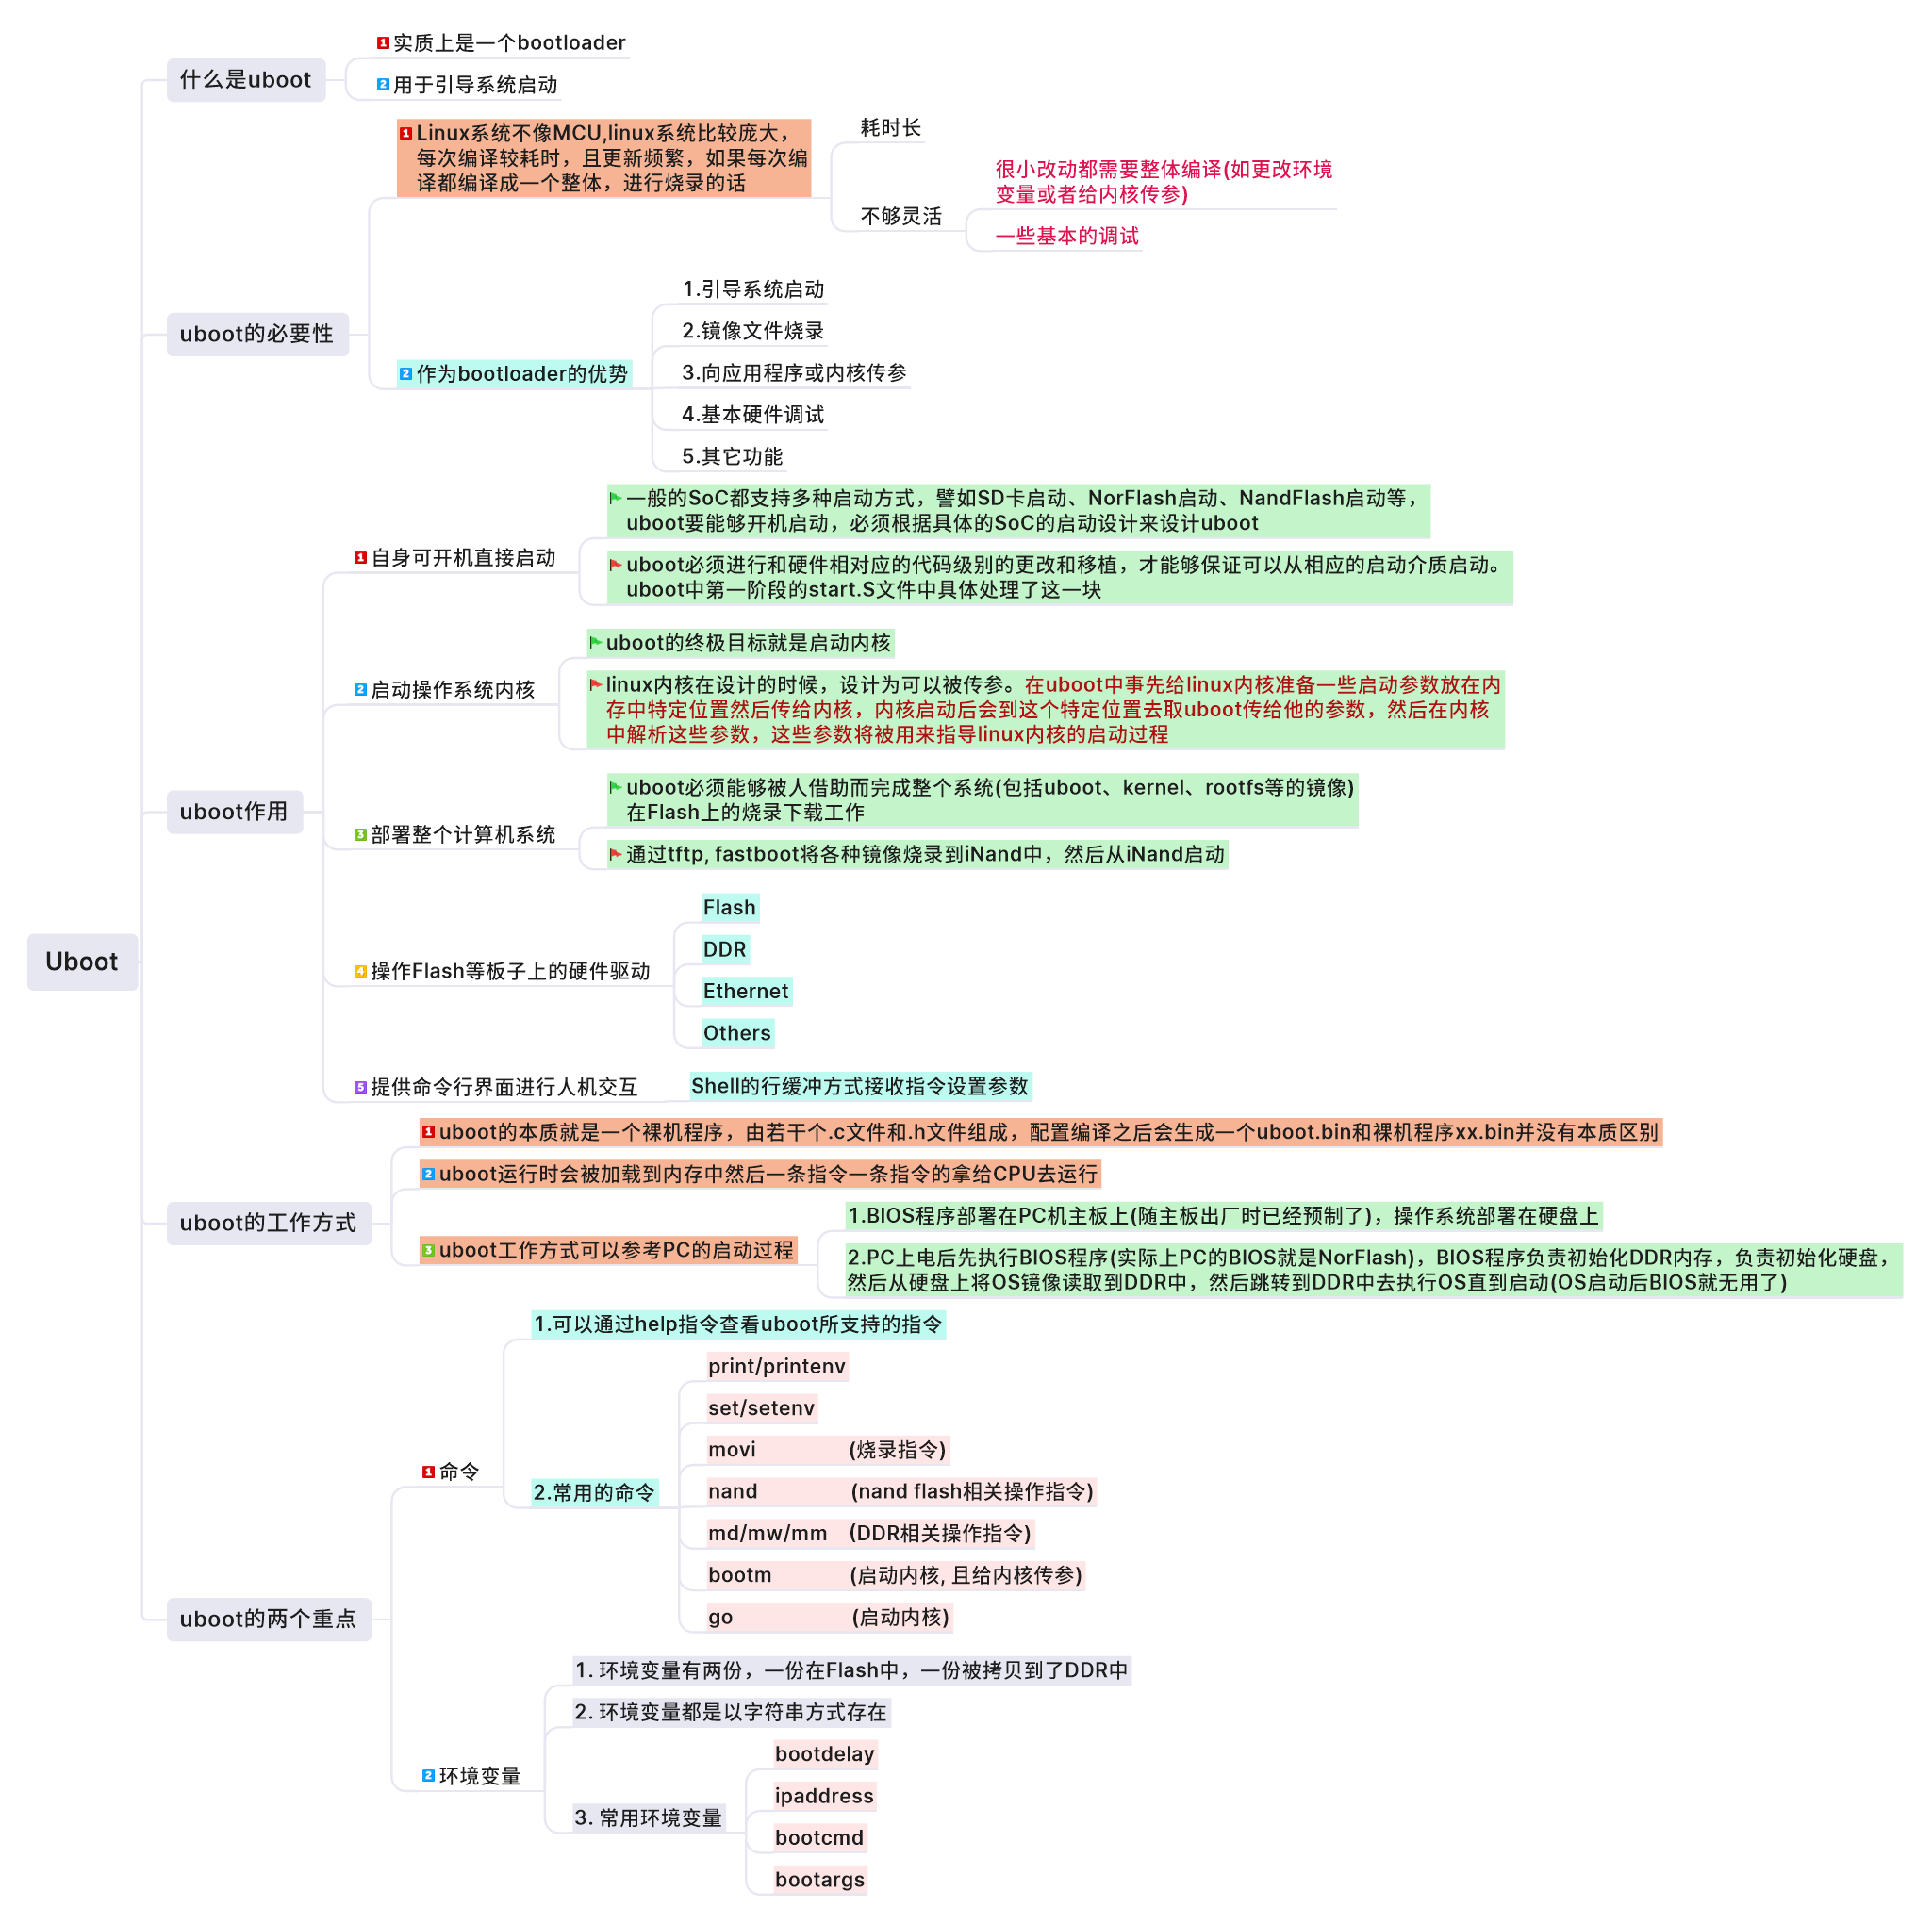 Uboot
什么是uboot
1 实质上是一个bootloader
2 用于引导系统启动
uboot的必要性
1 Linux系统不像MCU,linux系统比较庞大，
每次编译较耗时，且更新频繁，如果每次编
译都编译成一个整体，进行烧录的话
耗时长
不够灵活
很小改动都需要整体编译(如更改环境
变量或者给内核传参)
一些基本的调试
2 作为bootloader的优势
1.引导系统启动
2.镜像文件烧录
3.向应用程序或内核传参
4.基本硬件调试
5.其它功能
uboot作用
1 自身可开机直接启动
一般的SoC都支持多种启动方式，譬如SD卡启动、NorFlash启动、NandFlash启动等，
uboot要能够开机启动，必须根据具体的SoC的启动设计来设计uboot
uboot必须进行和硬件相对应的代码级别的更改和移植，才能够保证可以从相应的启动介质启动。
uboot中第一阶段的start.S文件中具体处理了这一块
2 启动操作系统内核
uboot的终极目标就是启动内核
linux内核在设计的时候，设计为可以被传参。在uboot中事先给linux内核准备一些启动参数放在内
存中特定位置然后传给内核，内核启动后会到这个特定位置去取uboot传给他的参数，然后在内核
中解析这些参数，这些参数将被用来指导linux内核的启动过程
3 部署整个计算机系统
uboot必须能够被人借助而完成整个系统(包括uboot、kernel、rootfs等的镜像)
在Flash上的烧录下载工作
通过tftp, fastboot将各种镜像烧录到iNand中，然后从iNand启动
4 操作Flash等板子上的硬件驱动
Flash
DDR
Ethernet
Others
5 提供命令行界面进行人机交互
Shell的行缓冲方式接收指令设置参数
uboot的工作方式
1 uboot的本质就是一个裸机程序，由若干个.c文件和.h文件组成，配置编译之后会生成一个uboot.bin和裸机程序xx.bin并没有本质区别
2 uboot运行时会被加载到内存中然后一条指令一条指令的拿给CPU去运行
3 uboot工作方式可以参考PC的启动过程
1.BIOS程序部署在PC机主板上(随主板出厂时已经预制了)，操作系统部署在硬盘上
2.PC上电后先执行BIOS程序(实际上PC的BIOS就是NorFlash)，BIOS程序负责初始化DDR内存，负责初始化硬盘，
然后从硬盘上将OS镜像读取到DDR中，然后跳转到DDR中去执行OS直到启动(OS启动后BIOS就无用了)
uboot的两个重点
1 命令
1.可以通过help指令查看uboot所支持的指令
2.常用的命令
print/printenv
set/setenv
movi (烧录指令)
nand (nand flash相关操作指令)
md/mw/mm (DDR相关操作指令)
bootm (启动内核, 且给内核传参)
go (启动内核)
2 环境变量
1. 环境变量有两份，一份在Flash中，一份被拷贝到了DDR中
2. 环境变量都是以字符串方式存在
3. 常用环境变量
bootdelay
ipaddress
bootcmd
bootargs